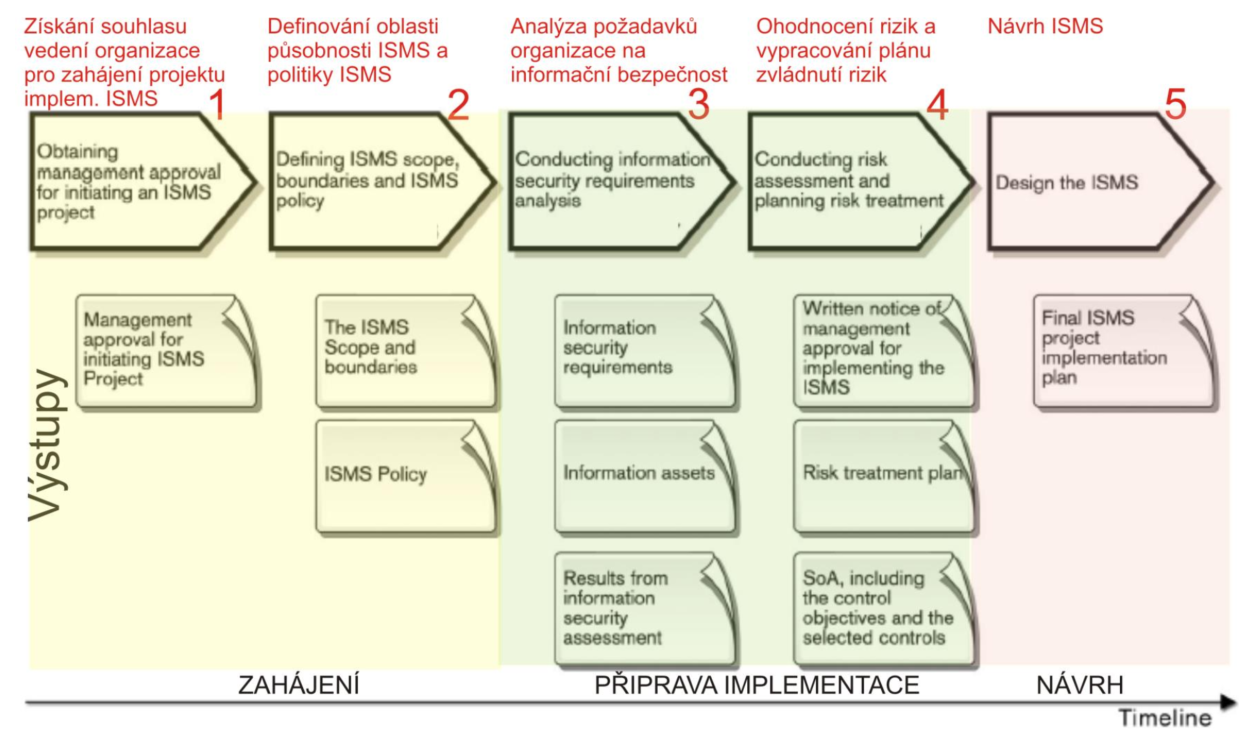 Získání souhlasu
vedení organizace
pro zahájení projektu
implem. ISMS
1
Definování oblasti
působnosti ISMS a
politiky ISMS
2
Analýza požadavků
organizace na
informační bezpečnost
3
Ohodnocení rizik a
vypracování plánu
zvládnutí rizik
4
Návrh ISMS
5
Obtaining
management approval
for initiating an ISMS
project
Defining ISMS scope,
boundaries and ISMS
policy
Conducting information
security requirements
analysis
Conducting risk
assessment and
planning risk treatment
Design the ISMS
Výstupy
Management
approval for
initiating ISMS
Project
The ISMS
Scope and
boundaries
ISMS Policy
Information
security
requirements
Information assets
Results from
information
security
assessment
Written notice of
management
approval for
implementing the
ISMS
Risk treatment plan
SoA, including
the control
objectives and the
selected controls
Final ISMS
project
implementation
plan
ZAHÁJENÍ
PŘIPRAVA IMPLEMENTACE
NÁVRH
Timeline